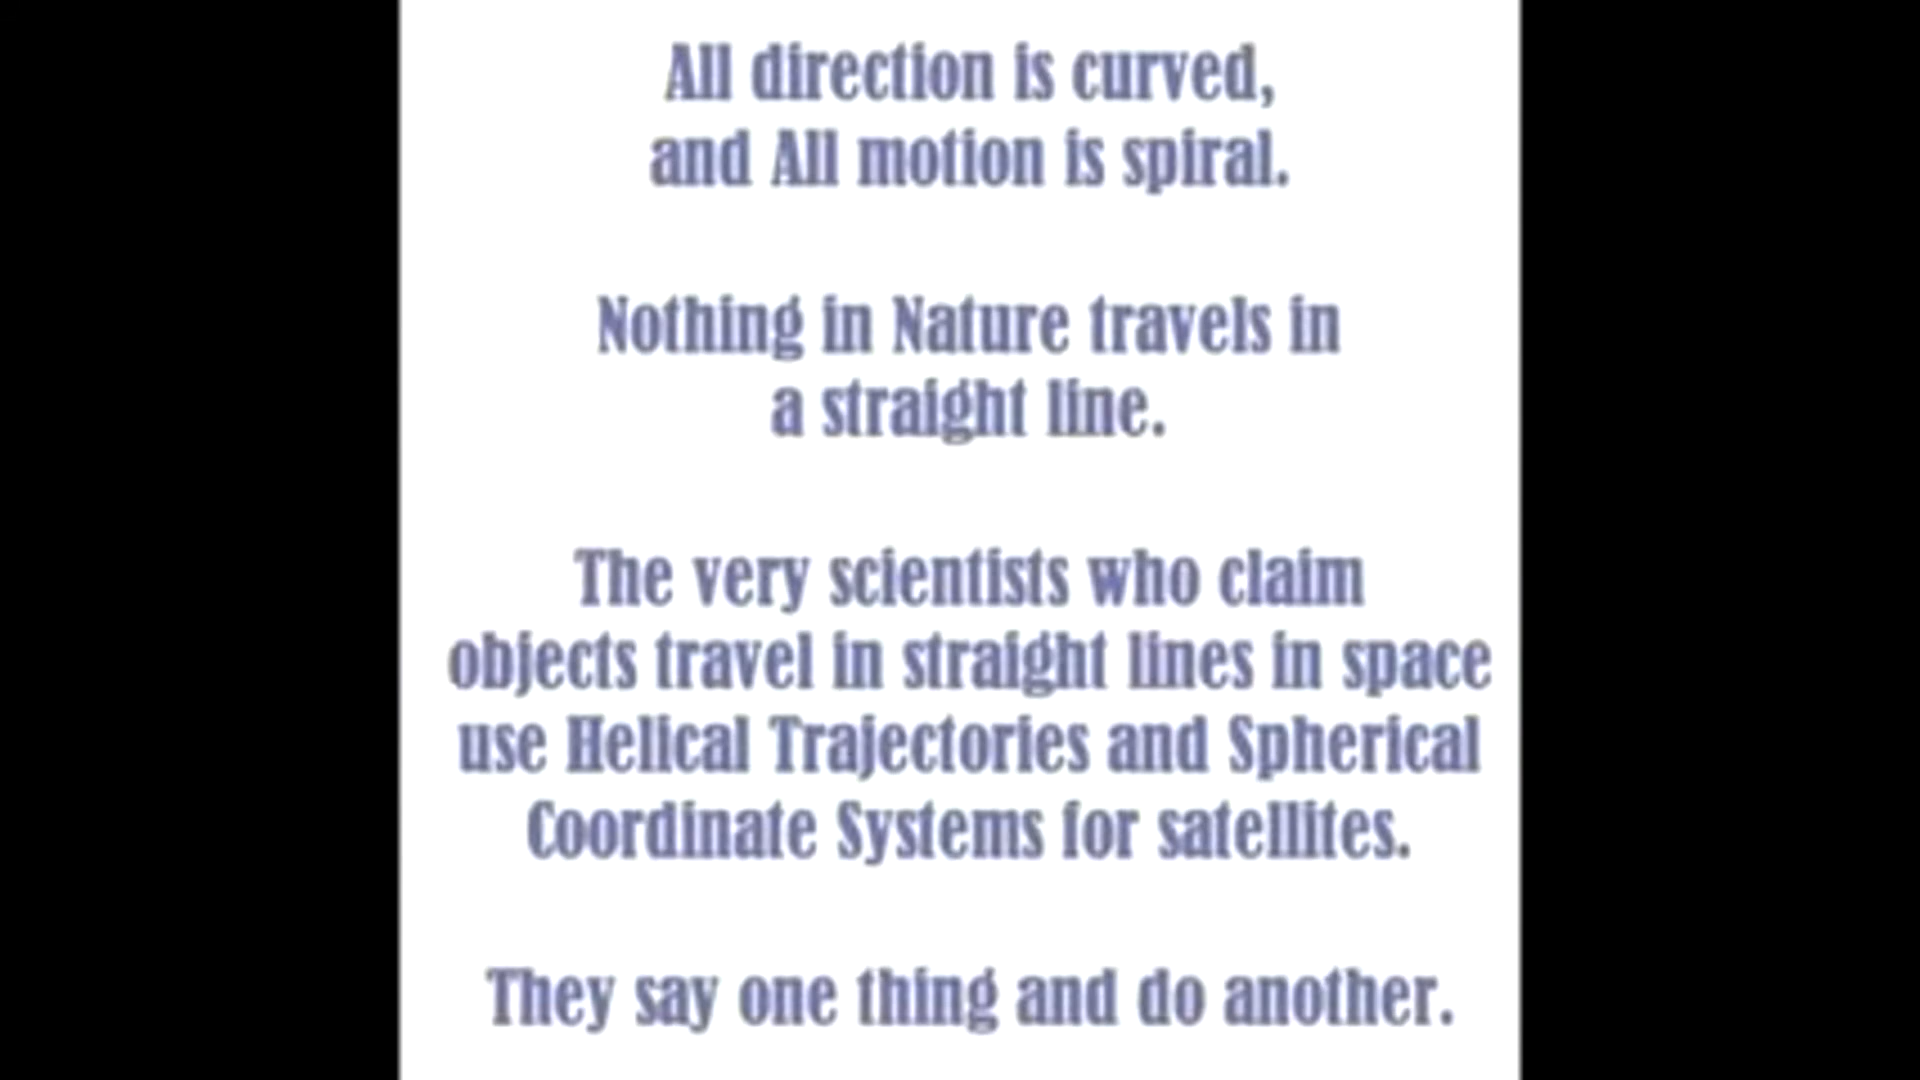 All direction is curved,
and All motion is spiral.
Nothing in Nature travels in
a straight line.
The very scientists who claim
objects travel in straight lines in space
use Helical Trajectories and Spherical
Coordinate Systems for satellites.
They say one thing and do another.